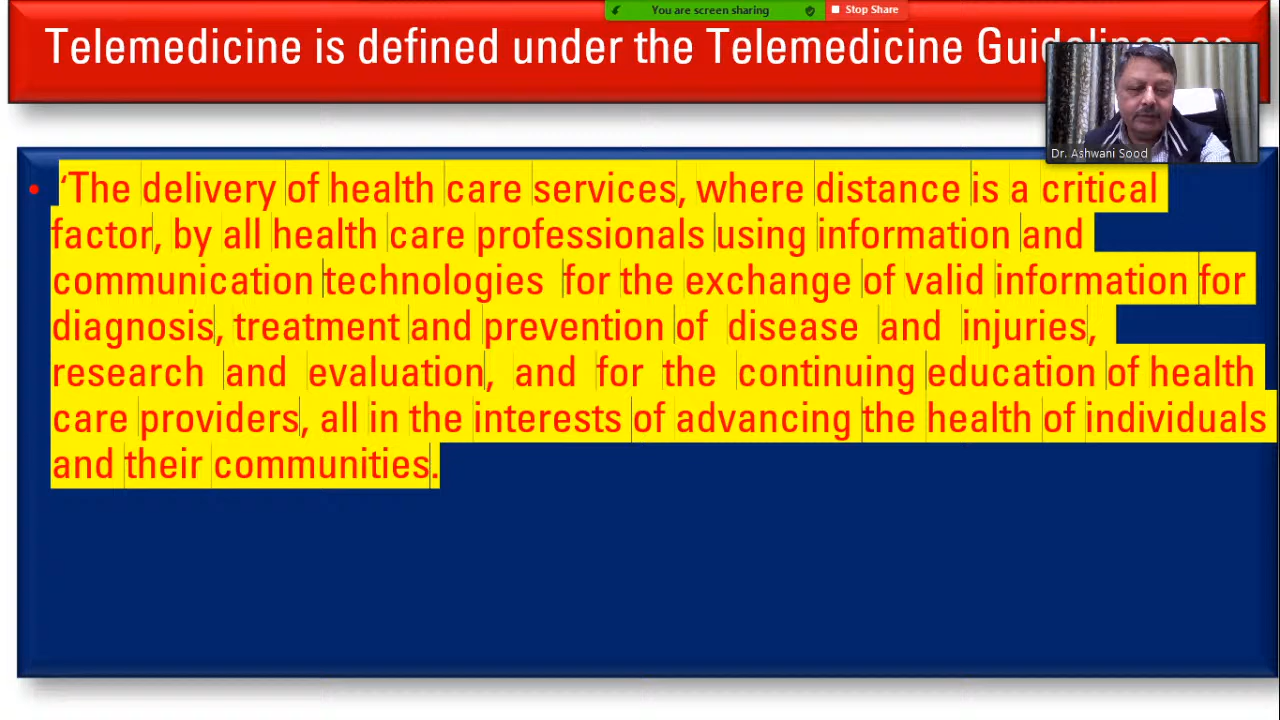 You are screen sharing Stop Share
Telemedicine is defined under the Telemedicine Guidelines as
Dr. Ashwani Sood
• ‘The delivery of health care services, where distance is a critical
factor, by all health care professionals using information and
communication technologies for the exchange of valid information for
diagnosis, treatment and prevention of disease and injuries,
research and evaluation, and for the continuing education of health
care providers, all in the interests of advancing the health of individuals
and their communities.